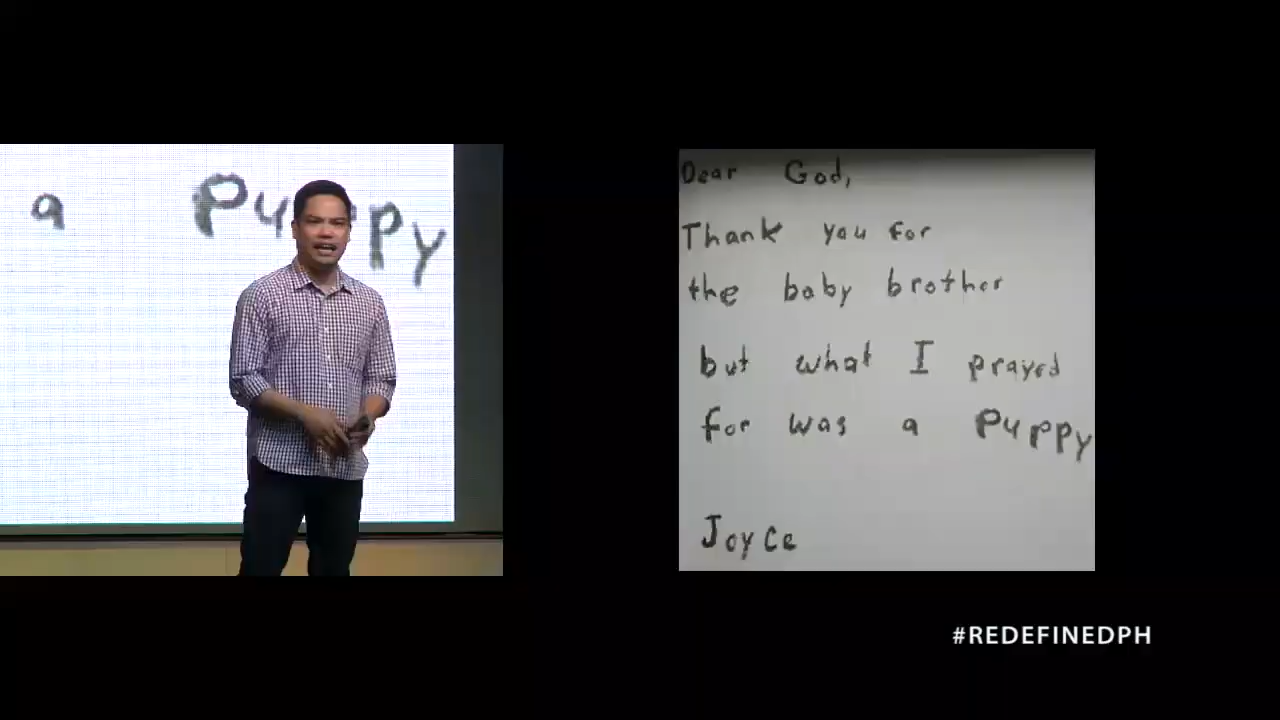 a Puppy
Dear God,
Thank you for
the baby brother
but what I prayed
for was a Puppy
Joyce
#REDEFINEDPH